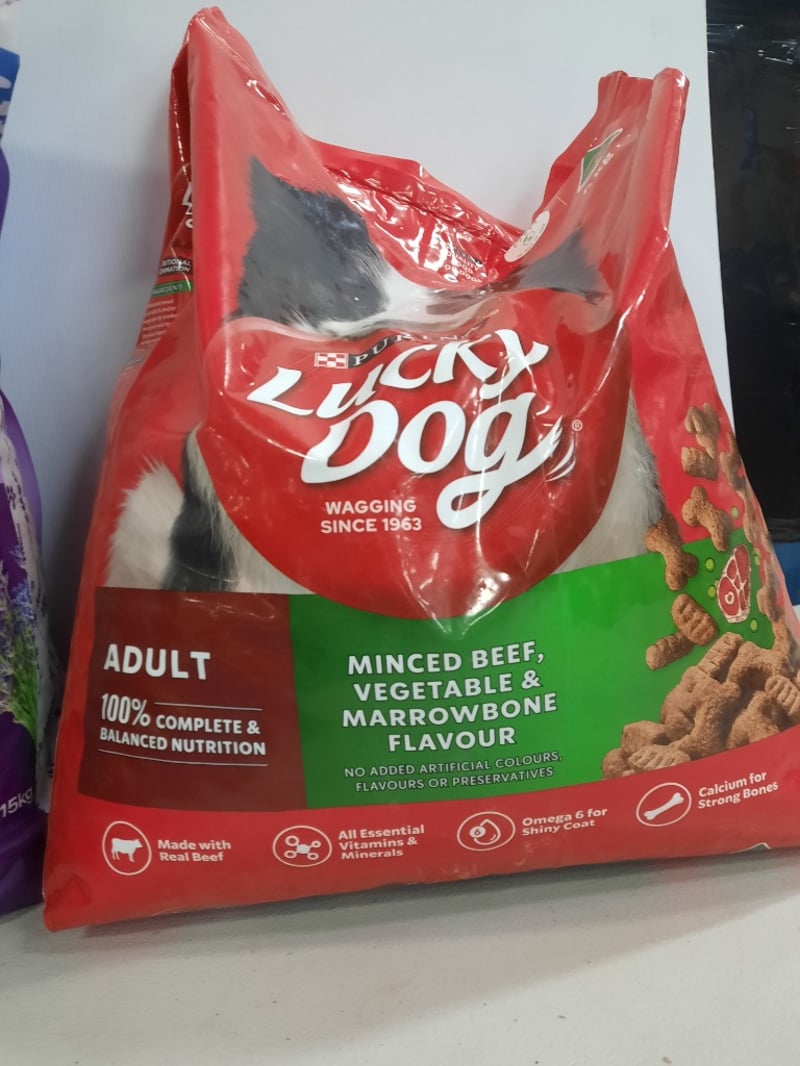 PURINA
Lucky
Dog
®
WAGGING
SINCE 1963
ADULT
100% COMPLETE &
BALANCED NUTRITION
MINCED BEEF,
VEGETABLE &
MARROWBONE
FLAVOUR
NO ADDED ARTIFICIAL COLOURS,
FLAVOURS OR PRESERVATIVES
Made with
Real Beef
All Essential
Vitamins &
Minerals
Omega 6 for
Shiny Coat
Calcium for
Strong Bones
15kg